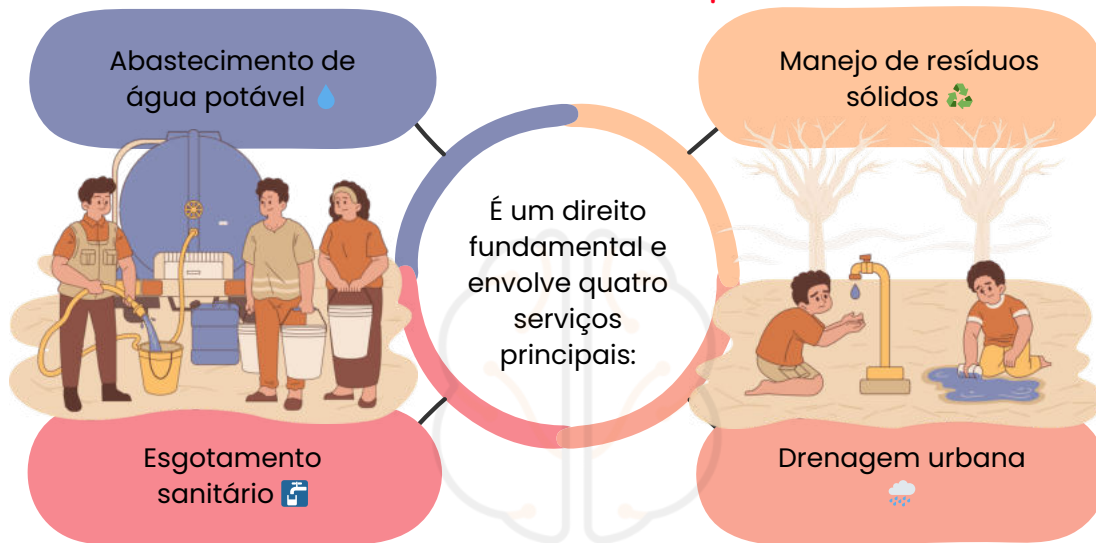 Abastecimento de
água potável 💧
Manejo de resíduos
sólidos ♻️
É um direito
fundamental e
envolve quatro
serviços
principais:
Esgotamento
sanitário 🚰
Drenagem urbana
🌧️